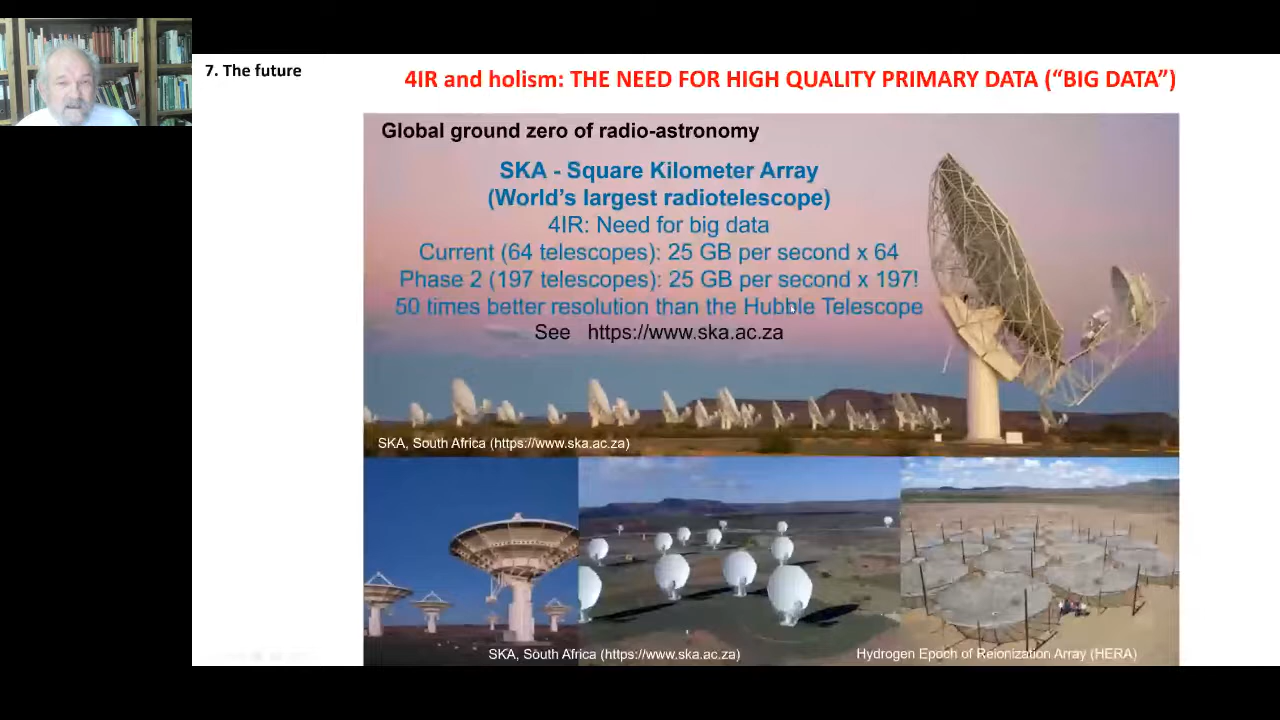 7. The future
4IR and holism: THE NEED FOR HIGH QUALITY PRIMARY DATA (“BIG DATA”)
Global ground zero of radio-astronomy
SKA - Square Kilometer Array
(World’s largest radiotelescope)
4IR: Need for big data
Current (64 telescopes): 25 GB per second x 64
Phase 2 (197 telescopes): 25 GB per second x 197!
50 times better resolution than the Hubble Telescope
See https://www.ska.ac.za
SKA, South Africa (https://www.ska.ac.za)
SKA, South Africa (https://www.ska.ac.za)
Hydrogen Epoch of Reionization Array (HERA)